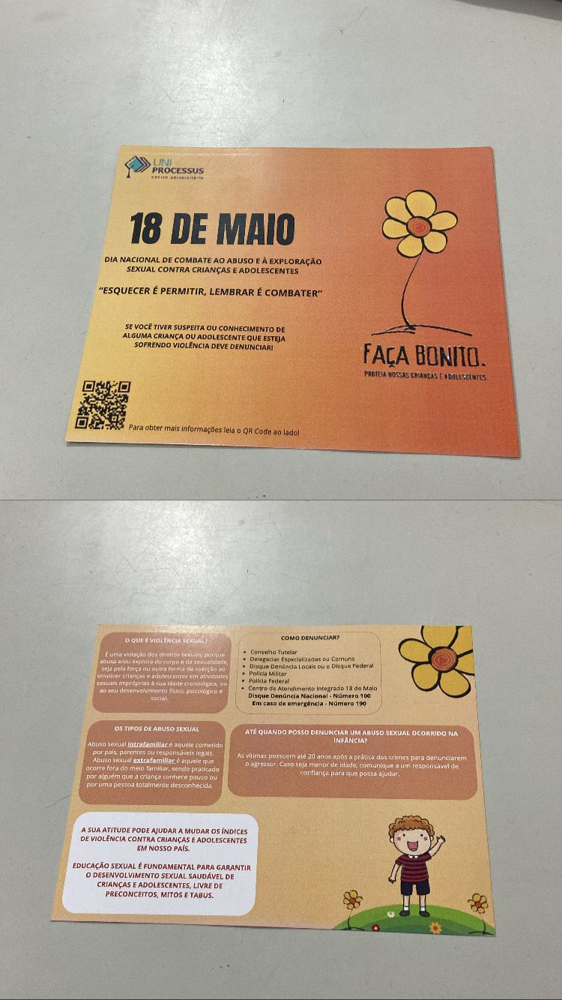 UNI
PROCESSUS
centro universitário
18 DE MAIO
DIA NACIONAL DE COMBATE AO ABUSO E À EXPLORAÇÃO
SEXUAL CONTRA CRIANÇAS E ADOLESCENTES
“ESQUECER É PERMITIR, LEMBRAR É COMBATER”
SE VOCÊ TIVER SUSPEITA OU CONHECIMENTO DE
ALGUMA CRIANÇA OU ADOLESCENTE QUE ESTEJA
SOFRENDO VIOLÊNCIA DEVE DENUNCIAR!
Para obter mais informações leia o QR Code ao lado!
FAÇA BONITO.
PROTEJA NOSSAS CRIANÇAS E ADOLESCENTES
O QUE É VIOLÊNCIA SEXUAL?
É uma violação dos direitos sexuais, porque
abusa e/ou explora do corpo e da sexualidade,
seja pela força ou outra forma de coerção ao
envolver crianças e adolescentes em atividades
sexuais impróprias à sua idade cronológica, ou
ao seu desenvolvimento físico, psicológico e
social.
COMO DENUNCIAR?
• Conselho Tutelar
• Delegacias Especializadas ou Comuns
• Disque Denúncia Locais ou o Disque Federal
• Polícia Militar
• Polícia Federal
• Centro de Atendimento Integrado 18 de Maio
Disque Denúncia Nacional - Número 100
Em caso de emergência - Número 190
OS TIPOS DE ABUSO SEXUAL
Abuso sexual intrafamiliar é aquele cometido
por pais, parentes ou responsáveis legais.
Abuso sexual extrafamiliar é aquele que
ocorre fora do meio familiar, sendo praticado
por alguém que a criança conhece pouco ou
por uma pessoa totalmente desconhecida.
ATÉ QUANDO POSSO DENUNCIAR UM ABUSO SEXUAL OCORRIDO NA
INFÂNCIA?
As vítimas possuem até 20 anos após a prática dos crimes para denunciarem
o agressor. Caso seja menor de idade, comunique a um responsável de
confiança para que possa ajudar.
A SUA ATITUDE PODE AJUDAR A MUDAR OS ÍNDICES
DE VIOLÊNCIA CONTRA CRIANÇAS E ADOLESCENTES
EM NOSSO PAÍS.
EDUCAÇÃO SEXUAL É FUNDAMENTAL PARA GARANTIR
O DESENVOLVIMENTO SEXUAL SAUDÁVEL DE
CRIANÇAS E ADOLESCENTES, LIVRE DE
PRECONCEITOS, MITOS E TABUS.